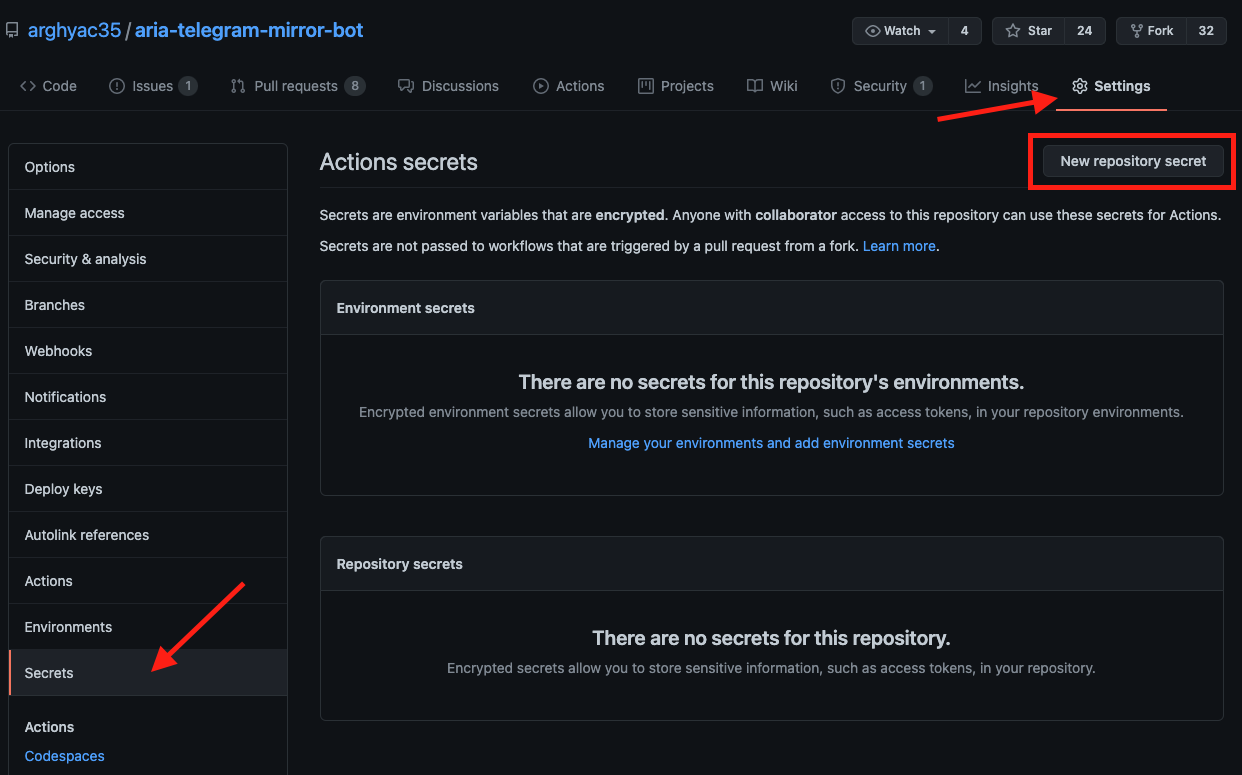 arghyac35 / aria-telegram-mirror-bot
Watch 4 Star 24 Fork 32
Code Issues 1 Pull requests 8 Discussions Actions Projects Wiki Security 1 Insights Settings
Options
Manage access
Security & analysis
Branches
Webhooks
Notifications
Integrations
Deploy keys
Autolink references
Actions
Environments
Secrets
Actions
Codespaces
Actions secrets
New repository secret
Secrets are environment variables that are encrypted. Anyone with collaborator access to this repository can use these secrets for Actions.
Secrets are not passed to workflows that are triggered by a pull request from a fork. Learn more.
Environment secrets
There are no secrets for this repository's environments.
Encrypted environment secrets allow you to store sensitive information, such as access tokens, in your repository environments.
Manage your environments and add environment secrets
Repository secrets
There are no secrets for this repository.
Encrypted secrets allow you to store sensitive information, such as access tokens, in your repository.